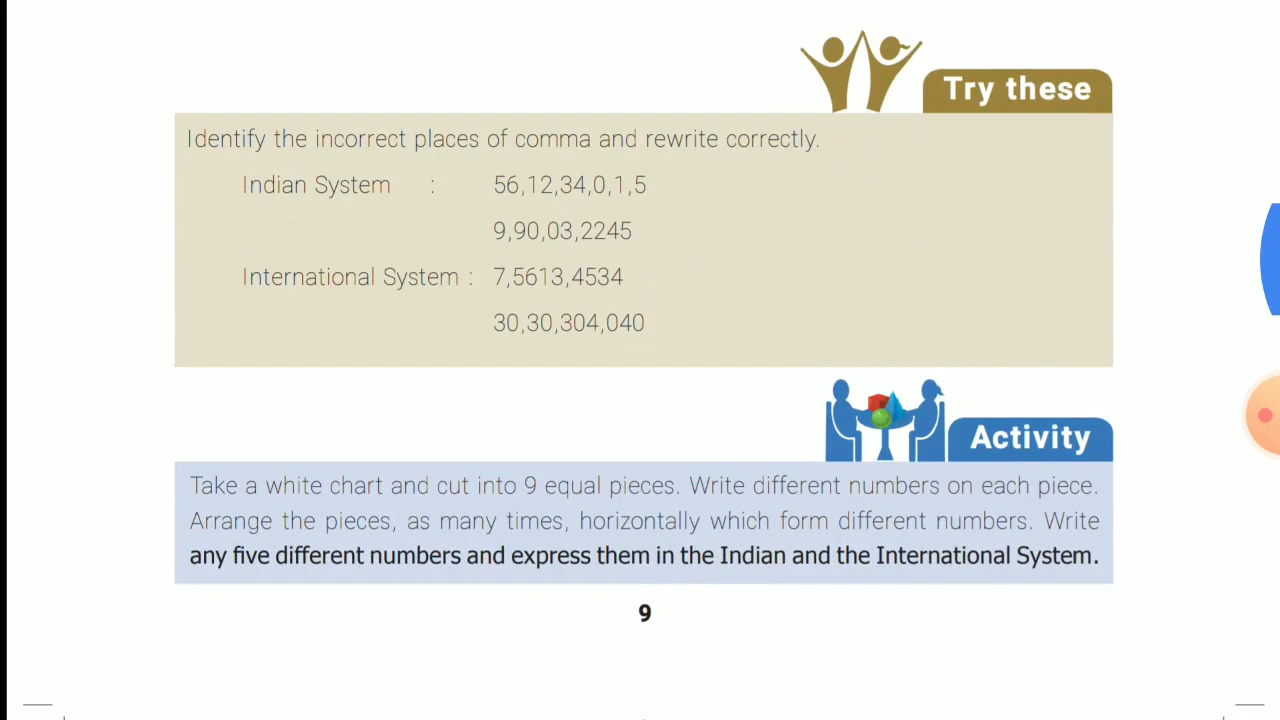 Try these
Identify the incorrect places of comma and rewrite correctly.
Indian System : 56,12,34,0,1,5
9,90,03,2245
International System : 7,5613,4534
30,30,304,040
Activity
Take a white chart and cut into 9 equal pieces. Write different numbers on each piece.
Arrange the pieces, as many times, horizontally which form different numbers. Write
any five different numbers and express them in the Indian and the International System.
9